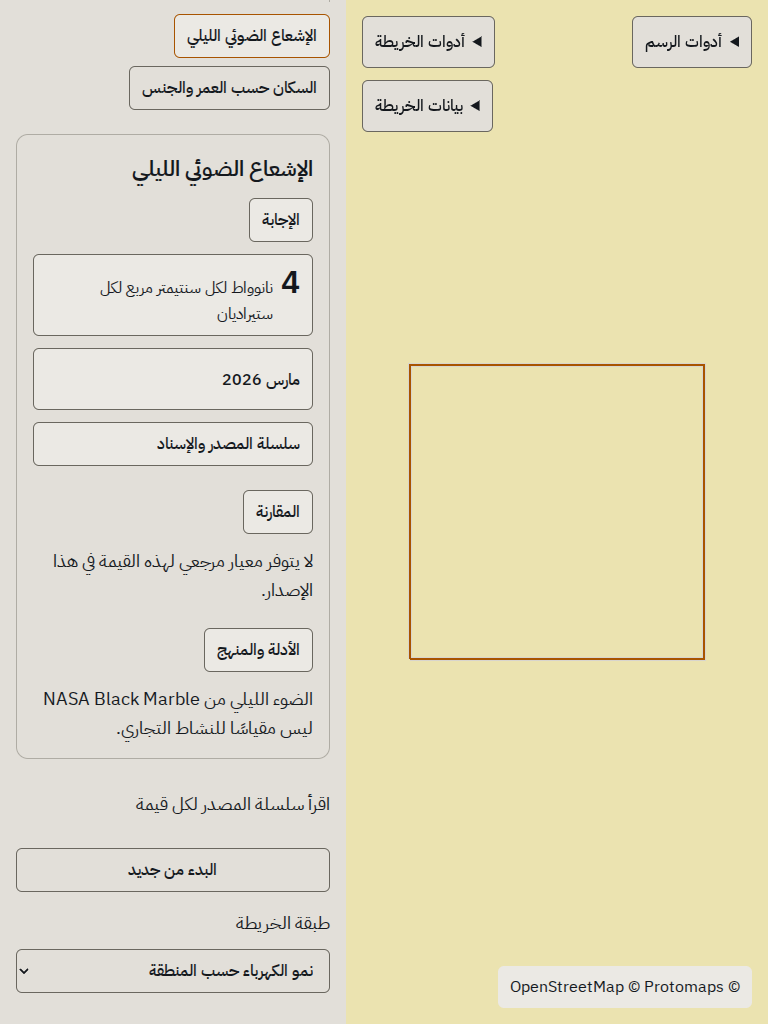 الإشعاع الضوئي الليلي
السكان حسب العمر والجنس
الإشعاع الضوئي الليلي
الإجابة
4 نانوواط لكل سنتيمتر مربع لكل
ستيراديان
مارس 2026
سلسلة المصدر والإسناد
المقارنة
لا يتوفر معيار مرجعي لهذه القيمة في هذا
الإصدار.
الأدلة والمنهج
الضوء الليلي من NASA Black Marble
ليس مقياسًا للنشاط التجاري.
اقرأ سلسلة المصدر لكل قيمة
البدء من جديد
طبقة الخريطة
نمو الكهرباء حسب المنطقة
أدوات الرسم
أدوات الخريطة
بيانات الخريطة
© OpenStreetMap © Protomaps